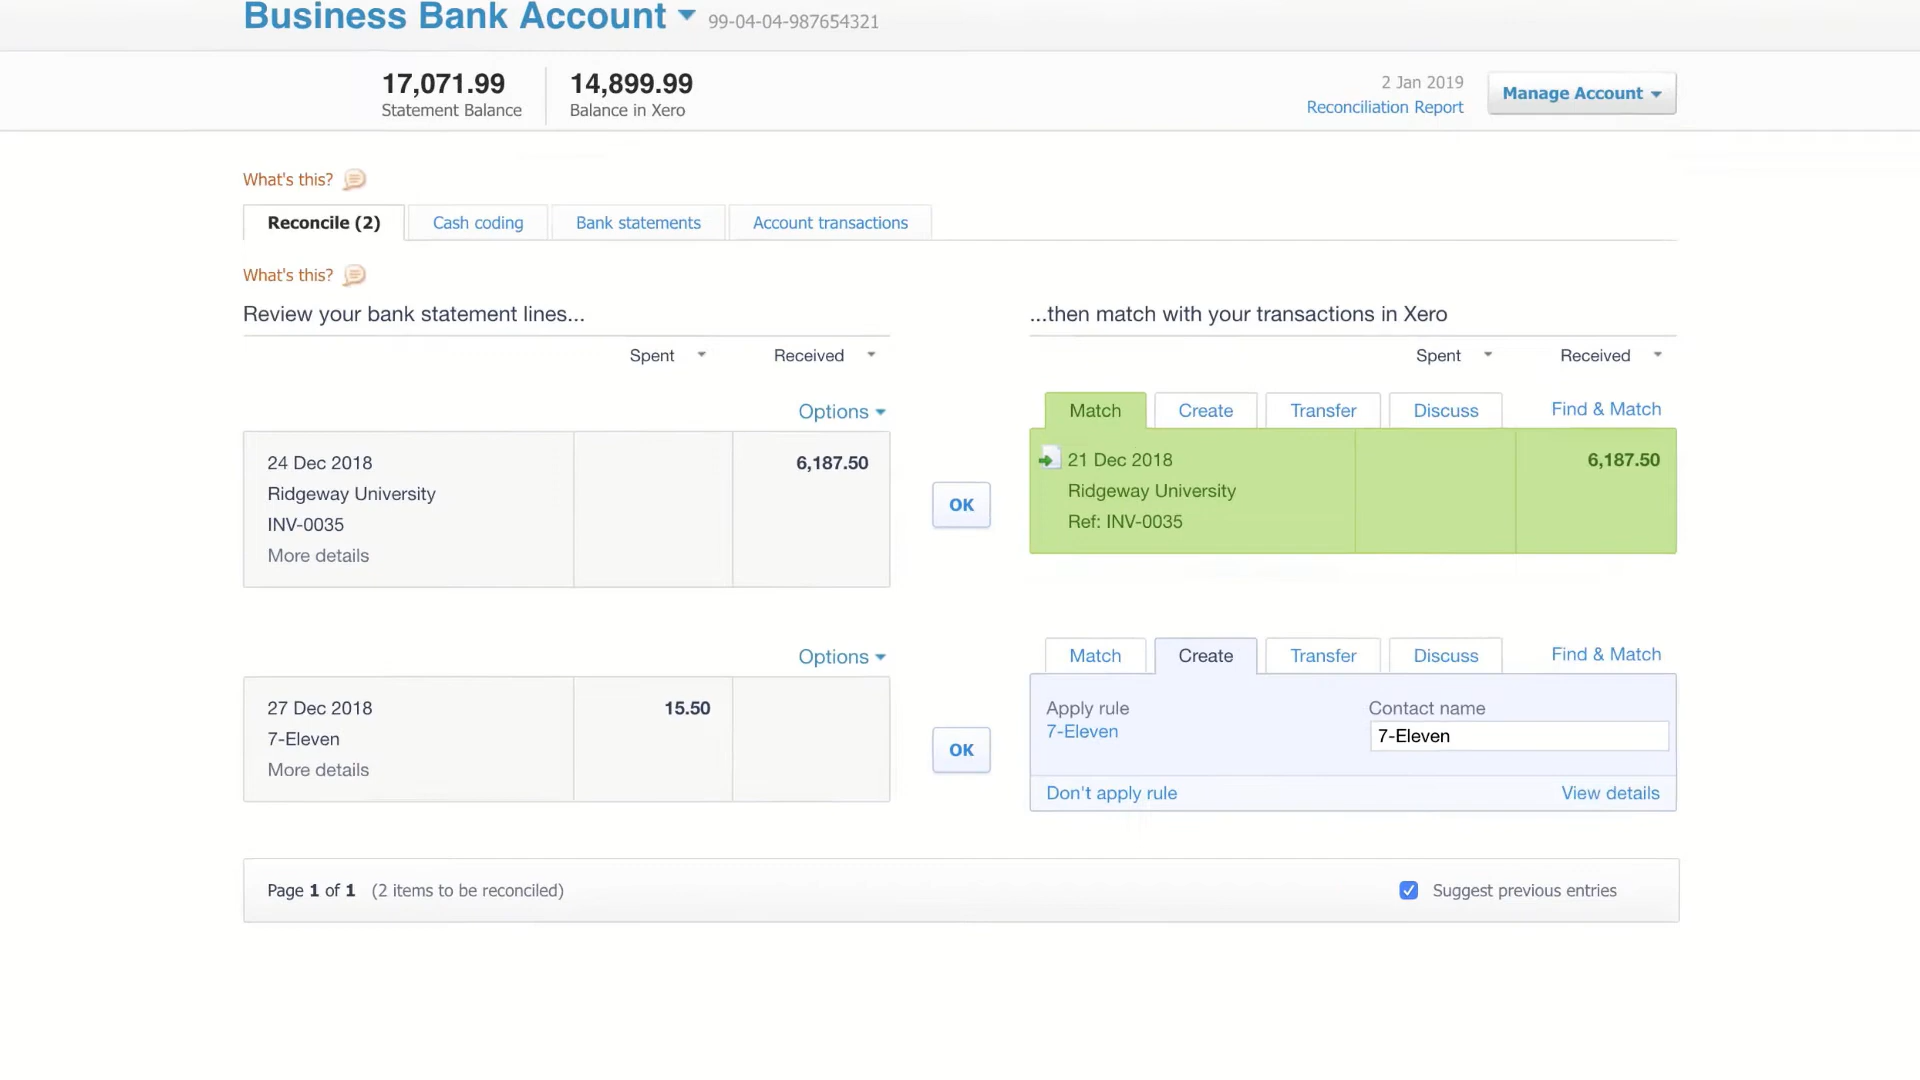 Business Bank Account 99-04-04-987654321
17,071.99 14,899.99 2 Jan 2019 Manage Account
Statement Balance Balance in Xero Reconciliation Report
What's this?
Reconcile (2) Cash coding Bank statements Account transactions
What's this?
Review your bank statement lines... ...then match with your transactions in Xero
Spent Received Spent Received
Options Match Create Transfer Discuss Find & Match
24 Dec 2018 6,187.50 21 Dec 2018 6,187.50
Ridgeway University Ridgeway University
INV-0035 OK Ref: INV-0035
More details
Options Match Create Transfer Discuss Find & Match
27 Dec 2018 15.50 Apply rule Contact name
7-Eleven OK 7-Eleven 7-Eleven
More details
Don't apply rule View details
Page 1 of 1 (2 items to be reconciled) Suggest previous entries